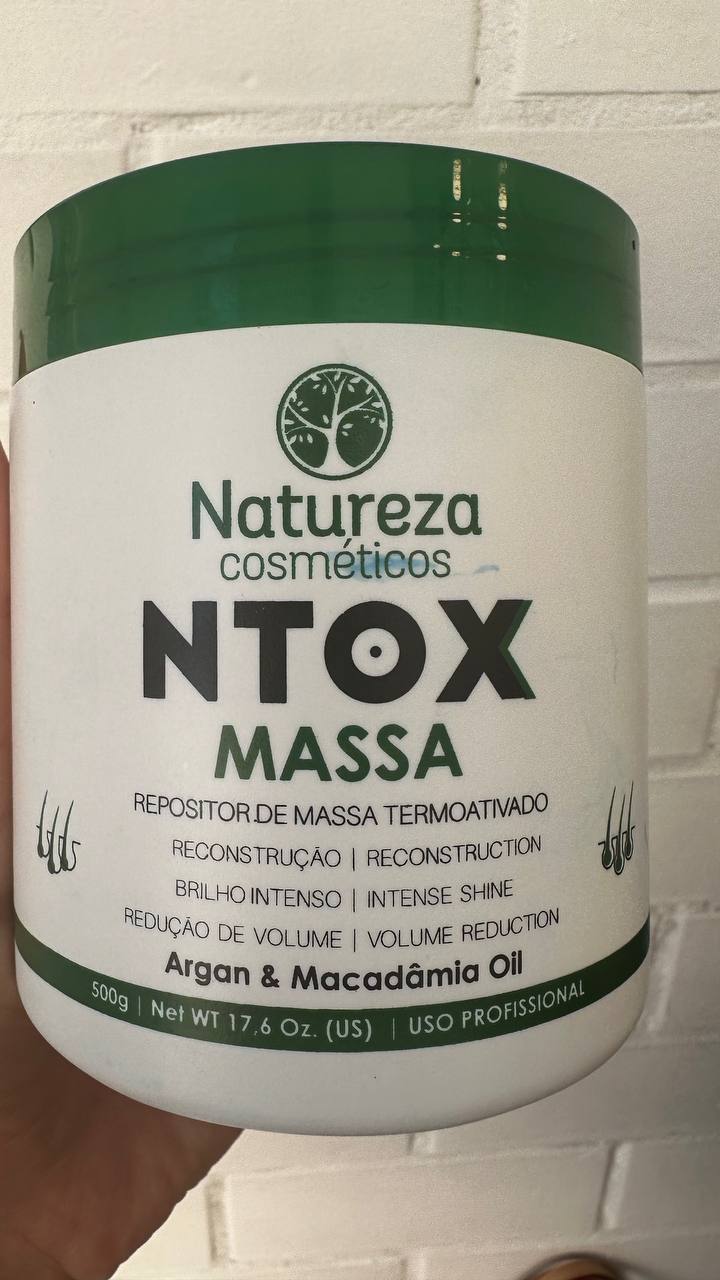 Natureza
cosméticos
NTOX
MASSA
REPOSITOR DE MASSA TERMOATIVADO
RECONSTRUÇÃO | RECONSTRUCTION
BRILHO INTENSO | INTENSE SHINE
REDUÇÃO DE VOLUME | VOLUME REDUCTION
Argan & Macadâmia Oil
500g | Net WT 17,6 Oz. (US) | USO PROFISSIONAL